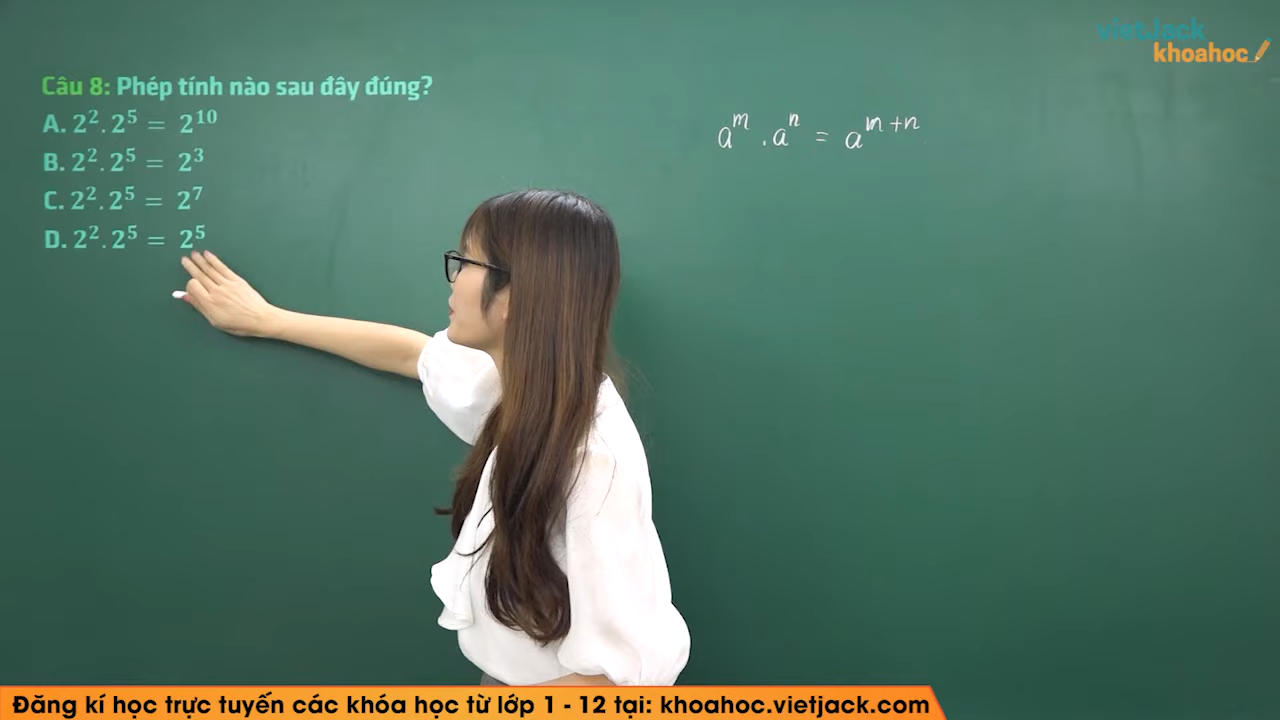 vietJack
khoahoc
Câu 8: Phép tính nào sau đây đúng?
A. 2². 2⁵ = 2¹⁰
B. 2². 2⁵ = 2³
C. 2². 2⁵ = 2⁷
D. 2². 2⁵ = 2⁵
aᵐ . aⁿ = aᵐ⁺ⁿ
Đăng kí học trực tuyến các khóa học từ lớp 1 - 12 tại: khoahoc.vietjack.com